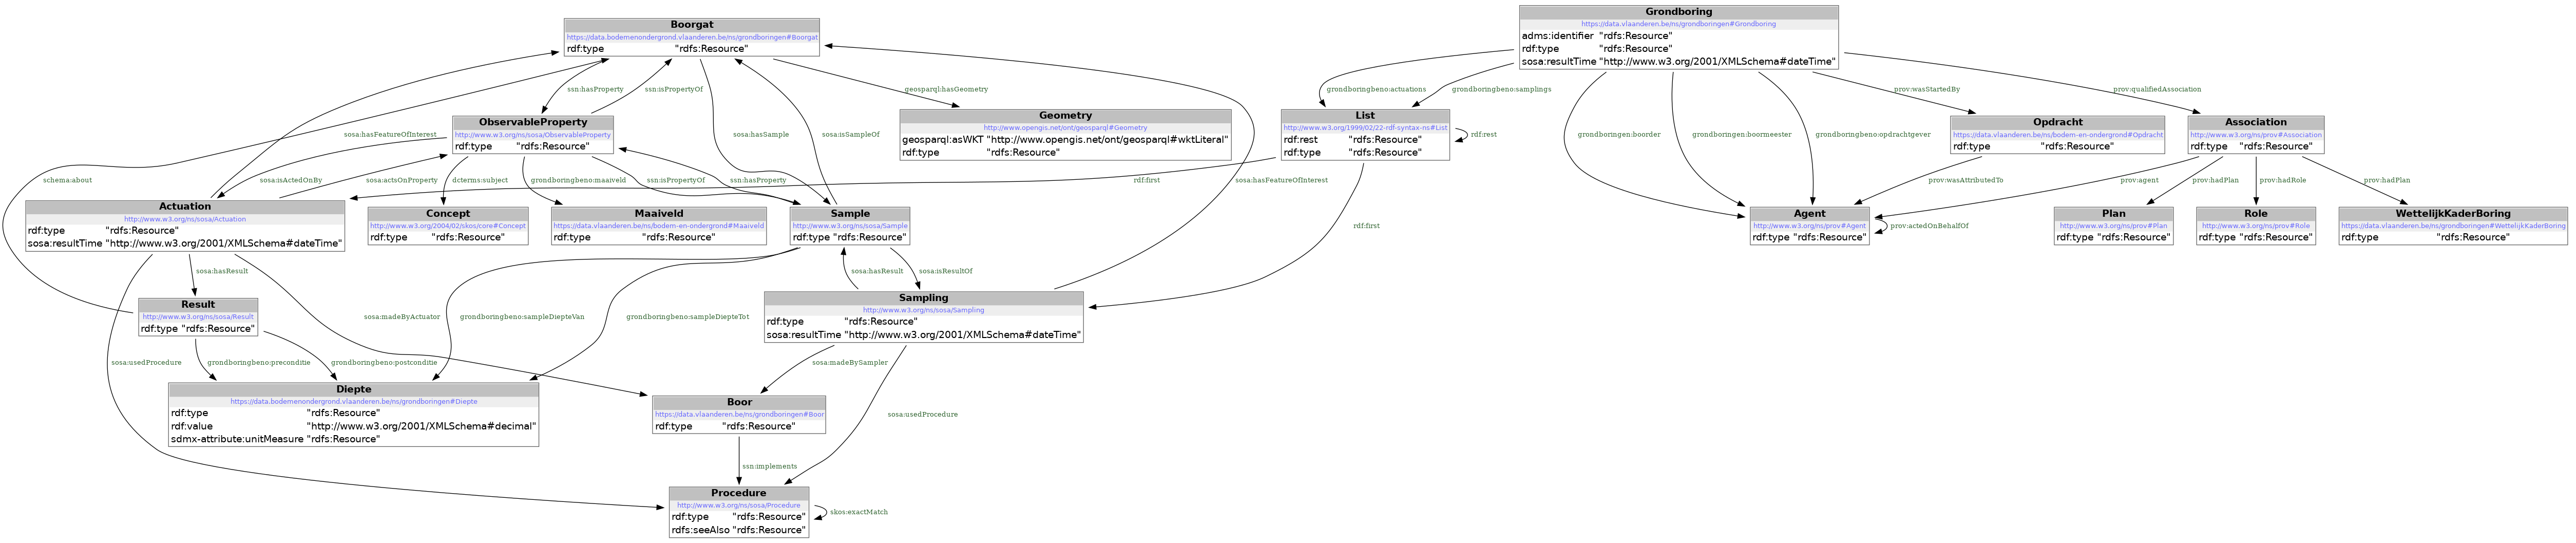 Boorgat
https://data.bodemenondergrond.vlaanderen.be/ns/grondboringen#Boorgat
rdf:type "rdfs:Resource"
Grondboring
https://data.vlaanderen.be/ns/grondboringen#Grondboring
adms:identifier "rdfs:Resource"
rdf:type "rdfs:Resource"
sosa:resultTime "http://www.w3.org/2001/XMLSchema#dateTime"
ssn:hasProperty
ssn:isPropertyOf
geosparql:hasGeometry
grondboringbeno:actuations
grondboringbeno:samplings
prov:wasStartedBy
prov:qualifiedAssociation
ObservableProperty
http://www.w3.org/ns/sosa/ObservableProperty
rdf:type "rdfs:Resource"
Geometry
http://www.opengis.net/ont/geosparql#Geometry
geosparql:asWKT "http://www.opengis.net/ont/geosparql#wktLiteral"
rdf:type "rdfs:Resource"
List
http://www.w3.org/1999/02/22-rdf-syntax-ns#List
rdf:rest "rdfs:Resource"
rdf:type "rdfs:Resource"
rdf:rest
Opdracht
https://data.vlaanderen.be/ns/bodem-en-ondergrond#Opdracht
rdf:type "rdfs:Resource"
Association
http://www.w3.org/ns/prov#Association
rdf:type "rdfs:Resource"
sosa:hasFeatureOfInterest
sosa:hasSample
sosa:isSampleOf
grondboringen:boorder
grondboringen:boormeester
grondboringbeno:opdrachtgever
schema:about
sosa:isActedOnBy
sosa:actsOnProperty
dcterms:subject
grondboringbeno:maaiveld
ssn:isPropertyOf
ssn:hasProperty
rdf:first
sosa:hasFeatureOfInterest
prov:wasAttributedTo
prov:agent
prov:hadPlan
prov:hadRole
prov:hadPlan
Actuation
http://www.w3.org/ns/sosa/Actuation
rdf:type "rdfs:Resource"
sosa:resultTime "http://www.w3.org/2001/XMLSchema#dateTime"
Concept
http://www.w3.org/2004/02/skos/core#Concept
rdf:type "rdfs:Resource"
Maaiveld
https://data.vlaanderen.be/ns/bodem-en-ondergrond#Maaiveld
rdf:type "rdfs:Resource"
Sample
http://www.w3.org/ns/sosa/Sample
rdf:type "rdfs:Resource"
rdf:first
Agent
http://www.w3.org/ns/prov#Agent
rdf:type "rdfs:Resource"
prov:actedOnBehalfOf
Plan
http://www.w3.org/ns/prov#Plan
rdf:type "rdfs:Resource"
Role
http://www.w3.org/ns/prov#Role
rdf:type "rdfs:Resource"
WettelijkKaderBoring
https://data.vlaanderen.be/ns/grondboringen#WettelijkKaderBoring
rdf:type "rdfs:Resource"
sosa:hasResult
sosa:hasResult
sosa:isResultOf
Result
http://www.w3.org/ns/sosa/Result
rdf:type "rdfs:Resource"
sosa:madeByActuator
grondboringbeno:sampleDiepteVan
grondboringbeno:sampleDiepteTot
Sampling
http://www.w3.org/ns/sosa/Sampling
rdf:type "rdfs:Resource"
sosa:resultTime "http://www.w3.org/2001/XMLSchema#dateTime"
sosa:usedProcedure
grondboringbeno:preconditie
grondboringbeno:postconditie
sosa:madeBySampler
Diepte
https://data.bodemenondergrond.vlaanderen.be/ns/grondboringen#Diepte
rdf:type "rdfs:Resource"
rdf:value "http://www.w3.org/2001/XMLSchema#decimal"
sdmx-attribute:unitMeasure "rdfs:Resource"
Boor
https://data.vlaanderen.be/ns/grondboringen#Boor
rdf:type "rdfs:Resource"
sosa:usedProcedure
ssn:implements
Procedure
http://www.w3.org/ns/sosa/Procedure
rdf:type "rdfs:Resource"
rdfs:seeAlso "rdfs:Resource"
skos:exactMatch